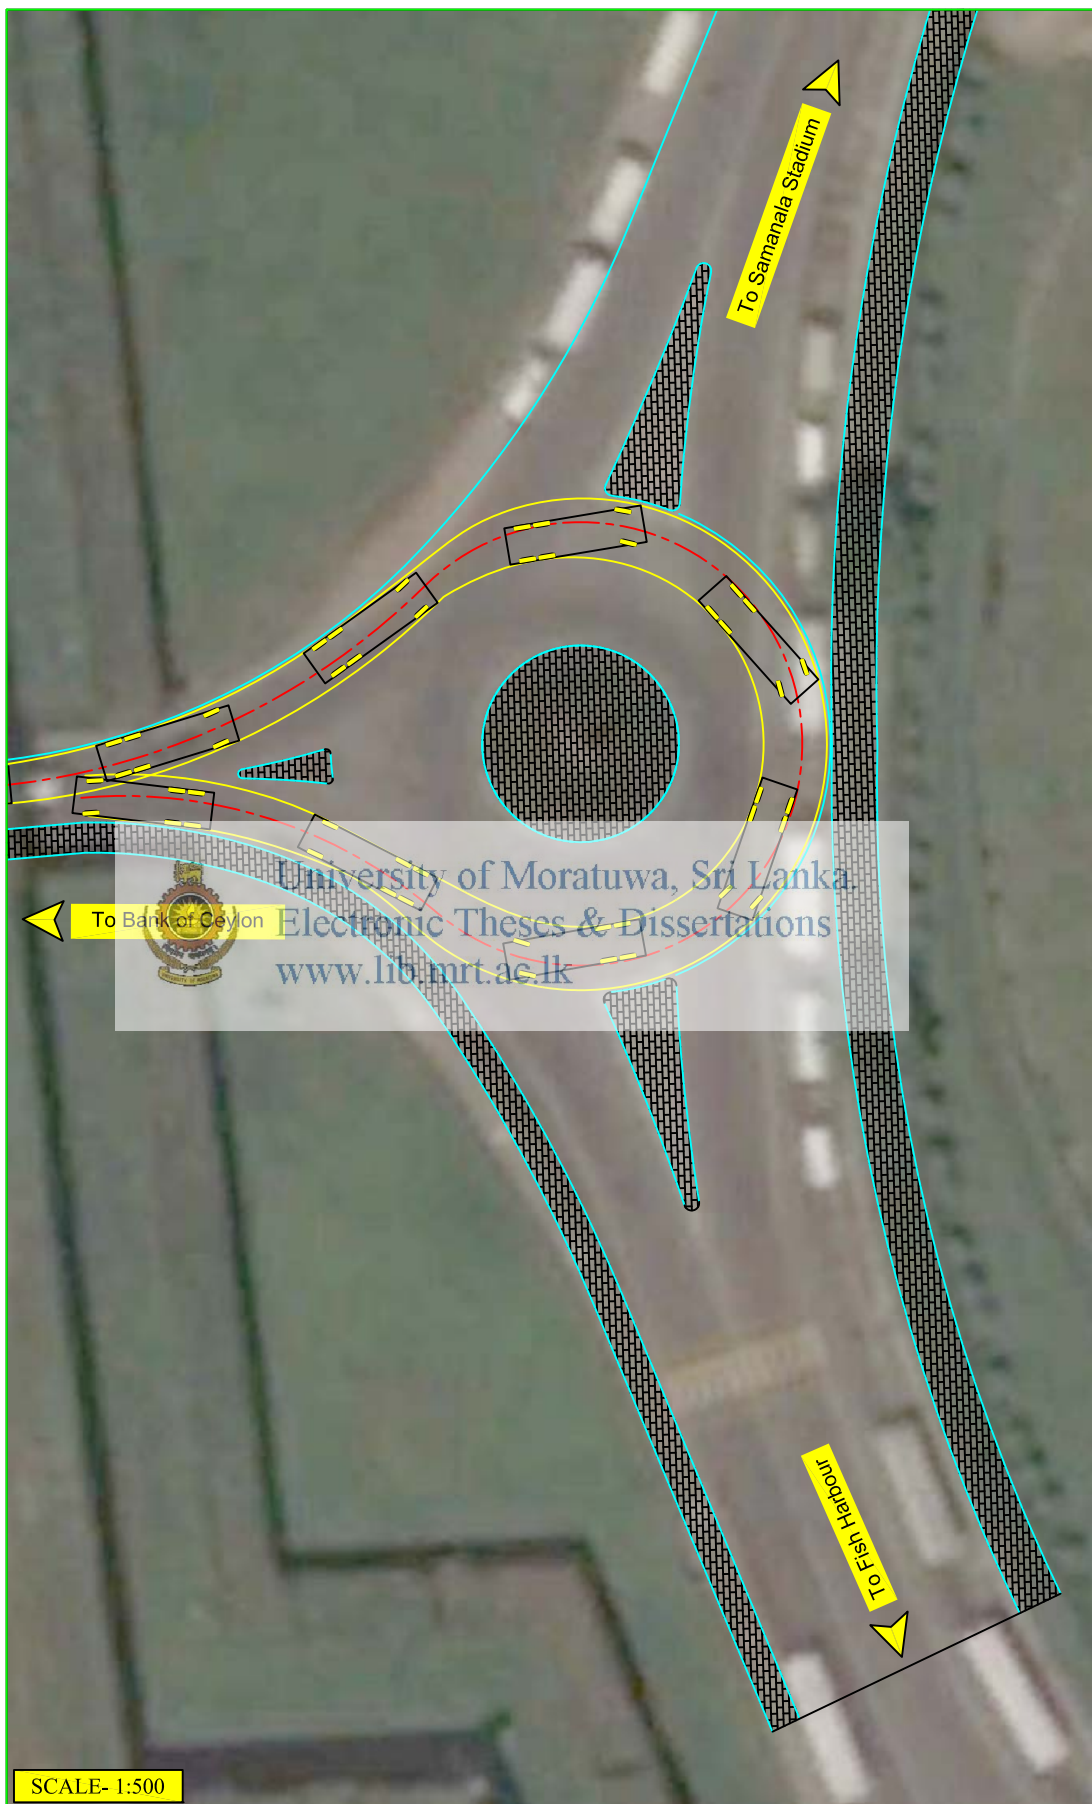 To Samanala Stadium
University of Moratuwa, Sri Lanka.
Electronic Theses & Dissertations
www.lib.mrt.ac.lk
To Bank of Ceylon
To Fish Harbour
SCALE- 1:500